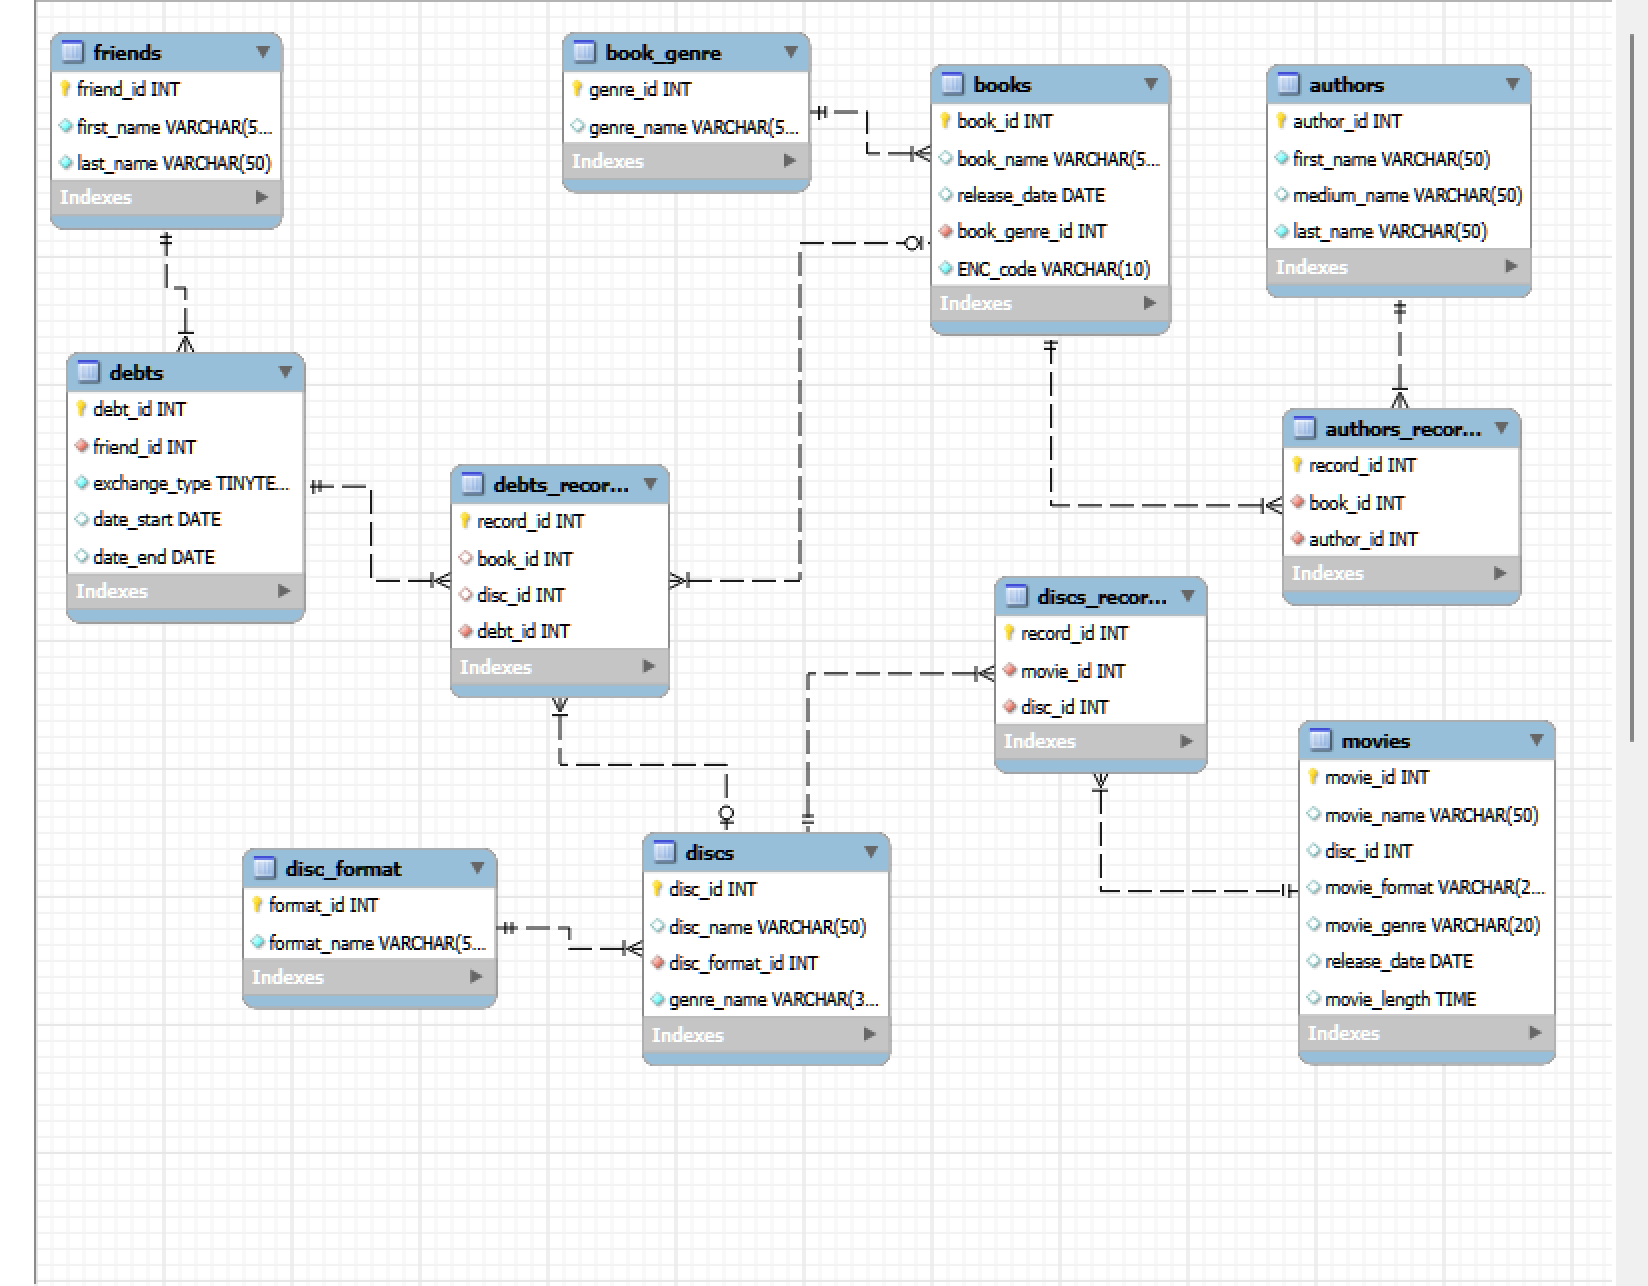 friends
friend_id INT
first_name VARCHAR(5...
last_name VARCHAR(50)
Indexes
book_genre
genre_id INT
genre_name VARCHAR(5...
Indexes
books
book_id INT
book_name VARCHAR(5...
release_date DATE
book_genre_id INT
ENC_code VARCHAR(10)
Indexes
authors
author_id INT
first_name VARCHAR(50)
medium_name VARCHAR(50)
last_name VARCHAR(50)
Indexes
debts
debt_id INT
friend_id INT
exchange_type TINYTE...
date_start DATE
date_end DATE
Indexes
debts_recor...
record_id INT
book_id INT
disc_id INT
debt_id INT
Indexes
authors_recor...
record_id INT
book_id INT
author_id INT
Indexes
discs_recor...
record_id INT
movie_id INT
disc_id INT
Indexes
movies
movie_id INT
movie_name VARCHAR(50)
disc_id INT
movie_format VARCHAR(2...
movie_genre VARCHAR(20)
release_date DATE
movie_length TIME
Indexes
disc_format
format_id INT
format_name VARCHAR(5...
Indexes
discs
disc_id INT
disc_name VARCHAR(50)
disc_format_id INT
genre_name VARCHAR(3...
Indexes